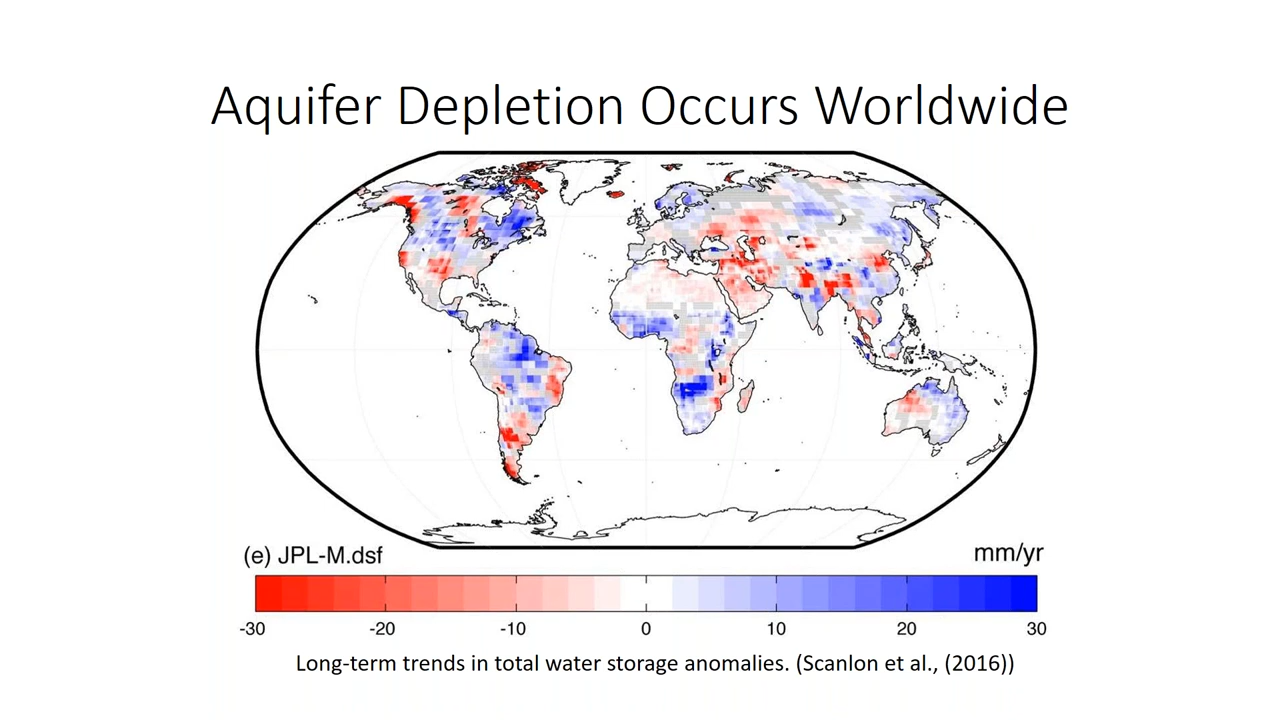 Aquifer Depletion Occurs Worldwide
(e) JPL-M.dsf
mm/yr
-30 -20 -10 0 10 20 30
Long-term trends in total water storage anomalies. (Scanlon et al., (2016))